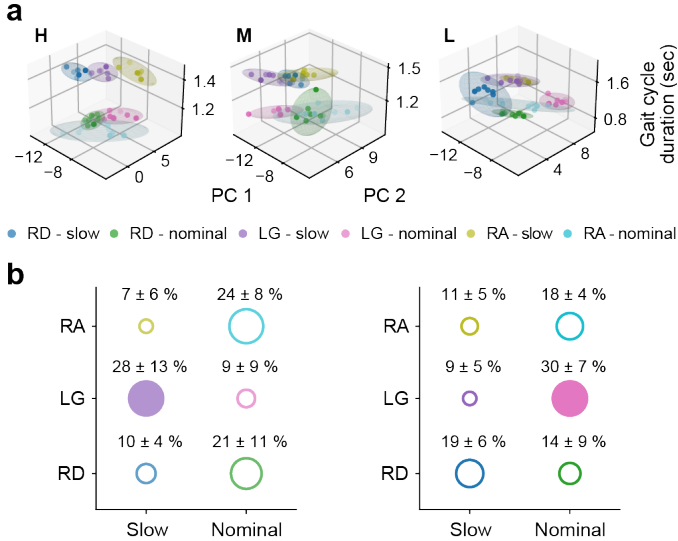 a
H
M
L
1.4
1.2
−12
−8
0
5
1.5
1.2
−12
−8
6
9
1.6
0.8
−12
−8
4
8
Gait cycle
duration (sec)
PC 1
PC 2
RD - slow
RD - nominal
LG - slow
LG - nominal
RA - slow
RA - nominal
b
7 ± 6 %
24 ± 8 %
RA
28 ± 13 %
9 ± 9 %
LG
10 ± 4 %
21 ± 11 %
RD
Slow
Nominal
11 ± 5 %
18 ± 4 %
RA
9 ± 5 %
30 ± 7 %
LG
19 ± 6 %
14 ± 9 %
RD
Slow
Nominal